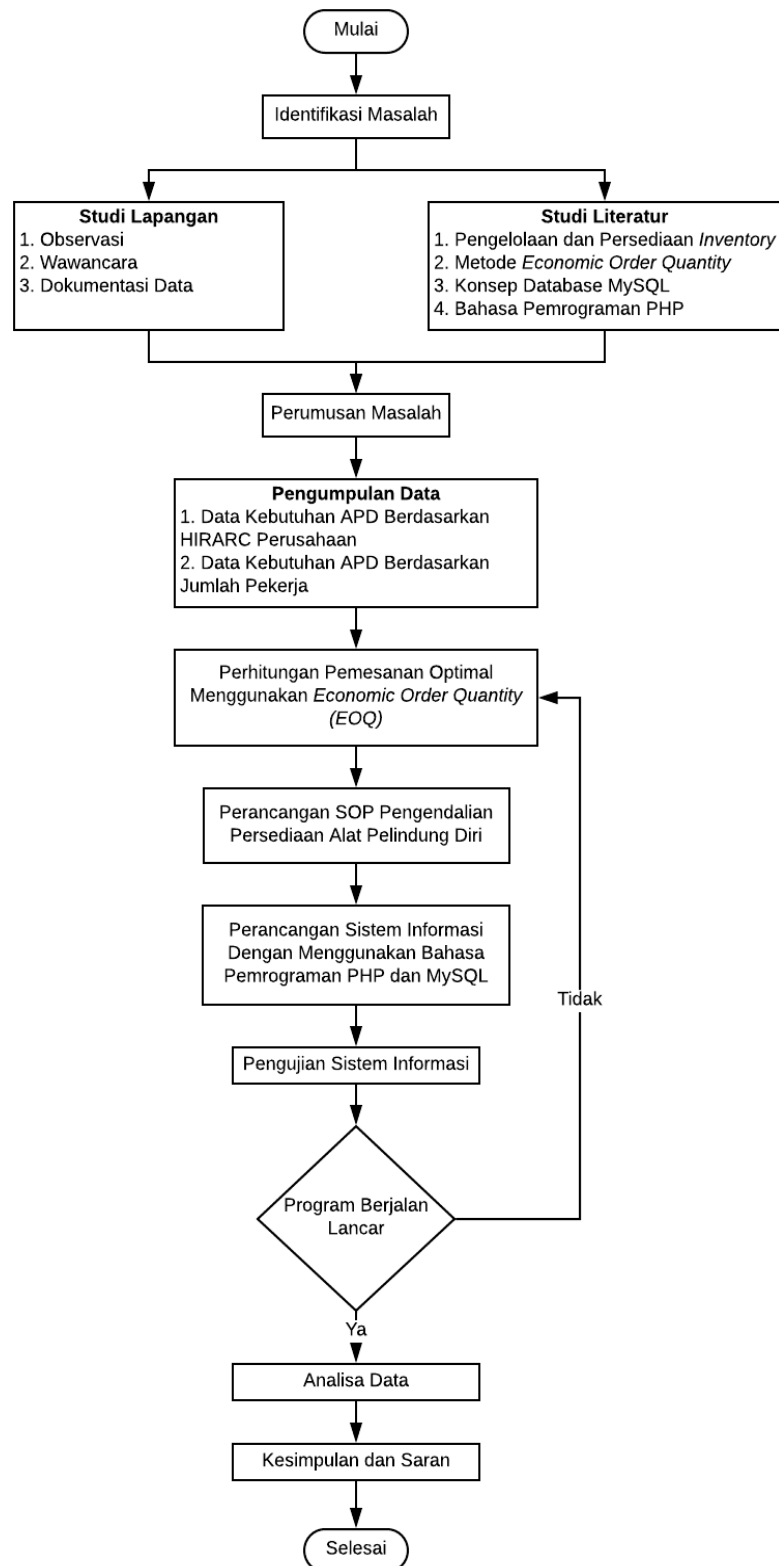 Mulai
Identifikasi Masalah
Studi Lapangan
1. Observasi
2. Wawancara
3. Dokumentasi Data
Studi Literatur
1. Pengelolaan dan Persediaan Inventory
2. Metode Economic Order Quantity
3. Konsep Database MySQL
4. Bahasa Pemrograman PHP
Perumusan Masalah
Pengumpulan Data
1. Data Kebutuhan APD Berdasarkan
HIRARC Perusahaan
2. Data Kebutuhan APD Berdasarkan
Jumlah Pekerja
Perhitungan Pemesanan Optimal
Menggunakan Economic Order Quantity
(EOQ)
Perancangan SOP Pengendalian
Persediaan Alat Pelindung Diri
Perancangan Sistem Informasi
Dengan Menggunakan Bahasa
Pemrograman PHP dan MySQL
Tidak
Pengujian Sistem Informasi
Program Berjalan
Lancar
Ya
Analisa Data
Kesimpulan dan Saran
Selesai